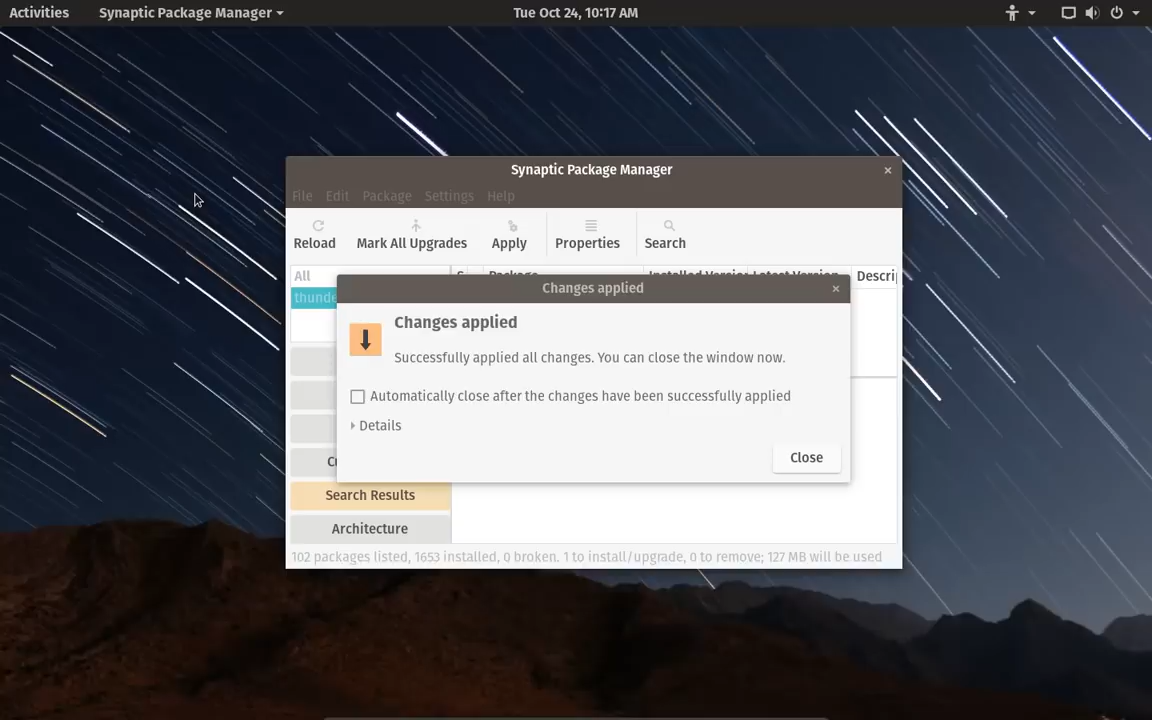 Activities
Synaptic Package Manager
Tue Oct 24, 10:17 AM
Synaptic Package Manager
File Edit Package Settings Help
Reload Mark All Upgrades Apply Properties Search
All
Package Installed Latest Version
Changes applied
Changes applied
Successfully applied all changes. You can close the window now.
Automatically close after the changes have been successfully applied
Details
Close
Search Results
Architecture
102 packages listed, 1653 installed, 0 broken. 1 to install/upgrade, 0 to remove; 127 MB will be used